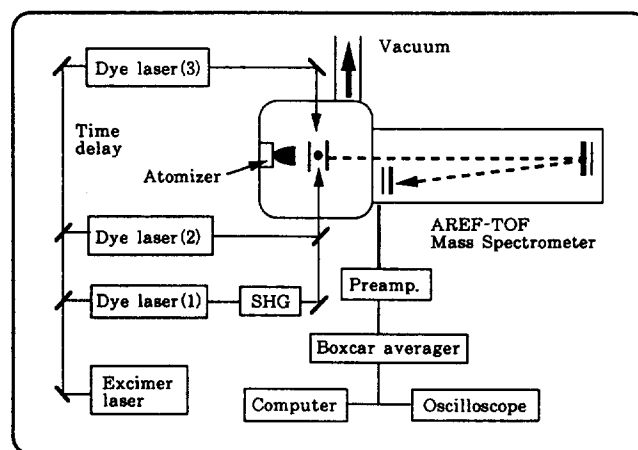 Vacuum
Dye laser(3)
Time
delay
Atomizer
Dye laser(2)
AREF-TOF
Mass Spectrometer
Dye laser(1)
SHG
Preamp.
Boxcar averager
Excimer
laser
Computer
Oscilloscope